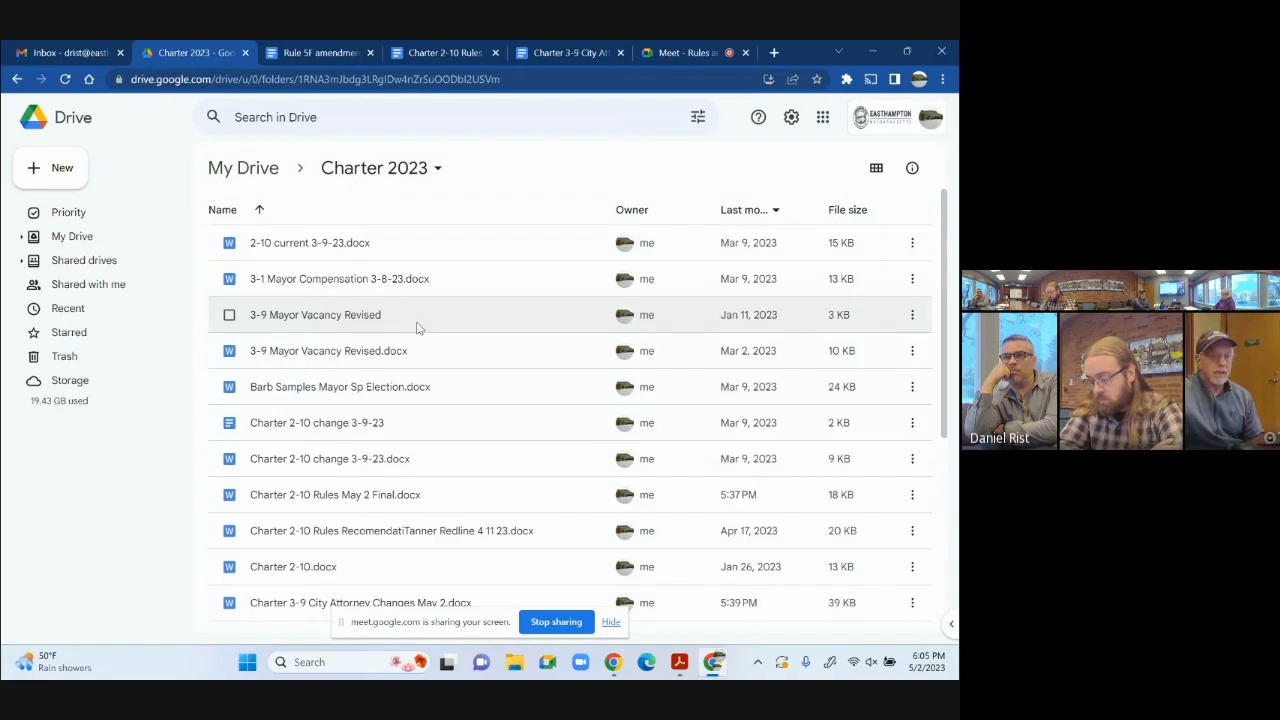 Inbox - drist@eastl
Charter 2023 - Goo
Rule 5F amendmen
Charter 2-10 Rules
Charter 3-9 City At
Meet - Rules a
drive.google.com/drive/u/0/folders/1RNA3mJbdg3LRgIDw4nZrSuOODbI2USVm
Drive
Search in Drive
EASTHAMPTON
New
My Drive > Charter 2023
Priority
My Drive
Shared drives
Shared with me
Recent
Starred
Trash
Storage
19.43 GB used
Name Owner Last mo... File size
2-10 current 3-9-23.docx me Mar 9, 2023 15 KB
3-1 Mayor Compensation 3-8-23.docx me Mar 9, 2023 13 KB
3-9 Mayor Vacancy Revised me Jan 11, 2023 3 KB
3-9 Mayor Vacancy Revised.docx me Mar 2, 2023 10 KB
Barb Samples Mayor Sp Election.docx me Mar 9, 2023 24 KB
Charter 2-10 change 3-9-23 me Mar 9, 2023 2 KB
Charter 2-10 change 3-9-23.docx me Mar 9, 2023 9 KB
Charter 2-10 Rules May 2 Final.docx me 5:37 PM 18 KB
Charter 2-10 Rules RecomendatiTanner Redline 4 11 23.docx me Apr 17, 2023 20 KB
Charter 2-10.docx me Jan 26, 2023 13 KB
Charter 3-9 City Attorney Changes May 2.docx me 5:39 PM 39 KB
meet.google.com is sharing your screen. Stop sharing Hide
50°F
Rain showers
Search
6:05 PM
5/2/2023
Daniel Rist